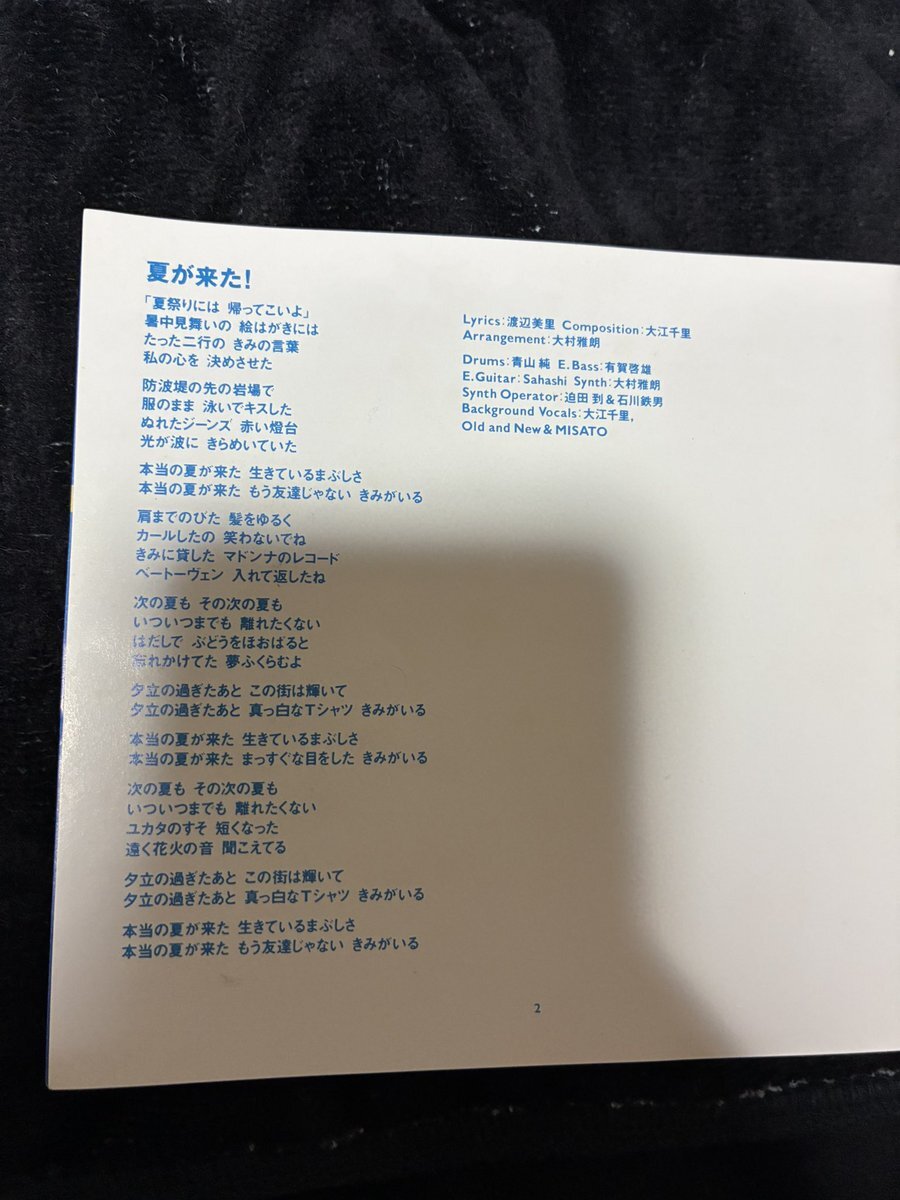 夏が来た!
「夏祭りには 帰ってこいよ」
暑中見舞いの 絵はがきには
たった二行の きみの言葉
私の心を 決めさせた
防波堤の先の岩場で
服のまま 泳いでキスした
ぬれたジーンズ 赤い燈台
光が波に きらめいていた
本当の夏が来た 生きているまぶしさ
本当の夏が来た もう友達じゃない きみがいる
肩までのびた 髪をゆるく
カールしたの 笑わないでね
きみに貸した マドンナのレコード
ベートーヴェン 入れて返したね
次の夏も その次の夏も
いついつまでも 離れたくない
はだしで ぶどうをほおばると
忘れかけてた 夢ふくらむよ
夕立の過ぎたあと この街は輝いて
夕立の過ぎたあと 真っ白なTシャツ きみがいる
本当の夏が来た 生きているまぶしさ
本当の夏が来た まっすぐな目をした きみがいる
次の夏も その次の夏も
いついつまでも 離れたくない
ユカタのすそ 短くなった
遠く花火の音 聞こえてる
夕立の過ぎたあと この街は輝いて
夕立の過ぎたあと 真っ白なTシャツ きみがいる
本当の夏が来た 生きているまぶしさ
本当の夏が来た もう友達じゃない きみがいる
Lyrics:渡辺美里 Composition:大江千里
Arrangement:大村雅朗
Drums:青山 純 E.Bass:有賀啓雄
E.Guitar:Sahashi Synth:大村雅朗
Synth Operator:迫田 到&石川鉄男
Background Vocals:大江千里,
Old and New & MISATO
2